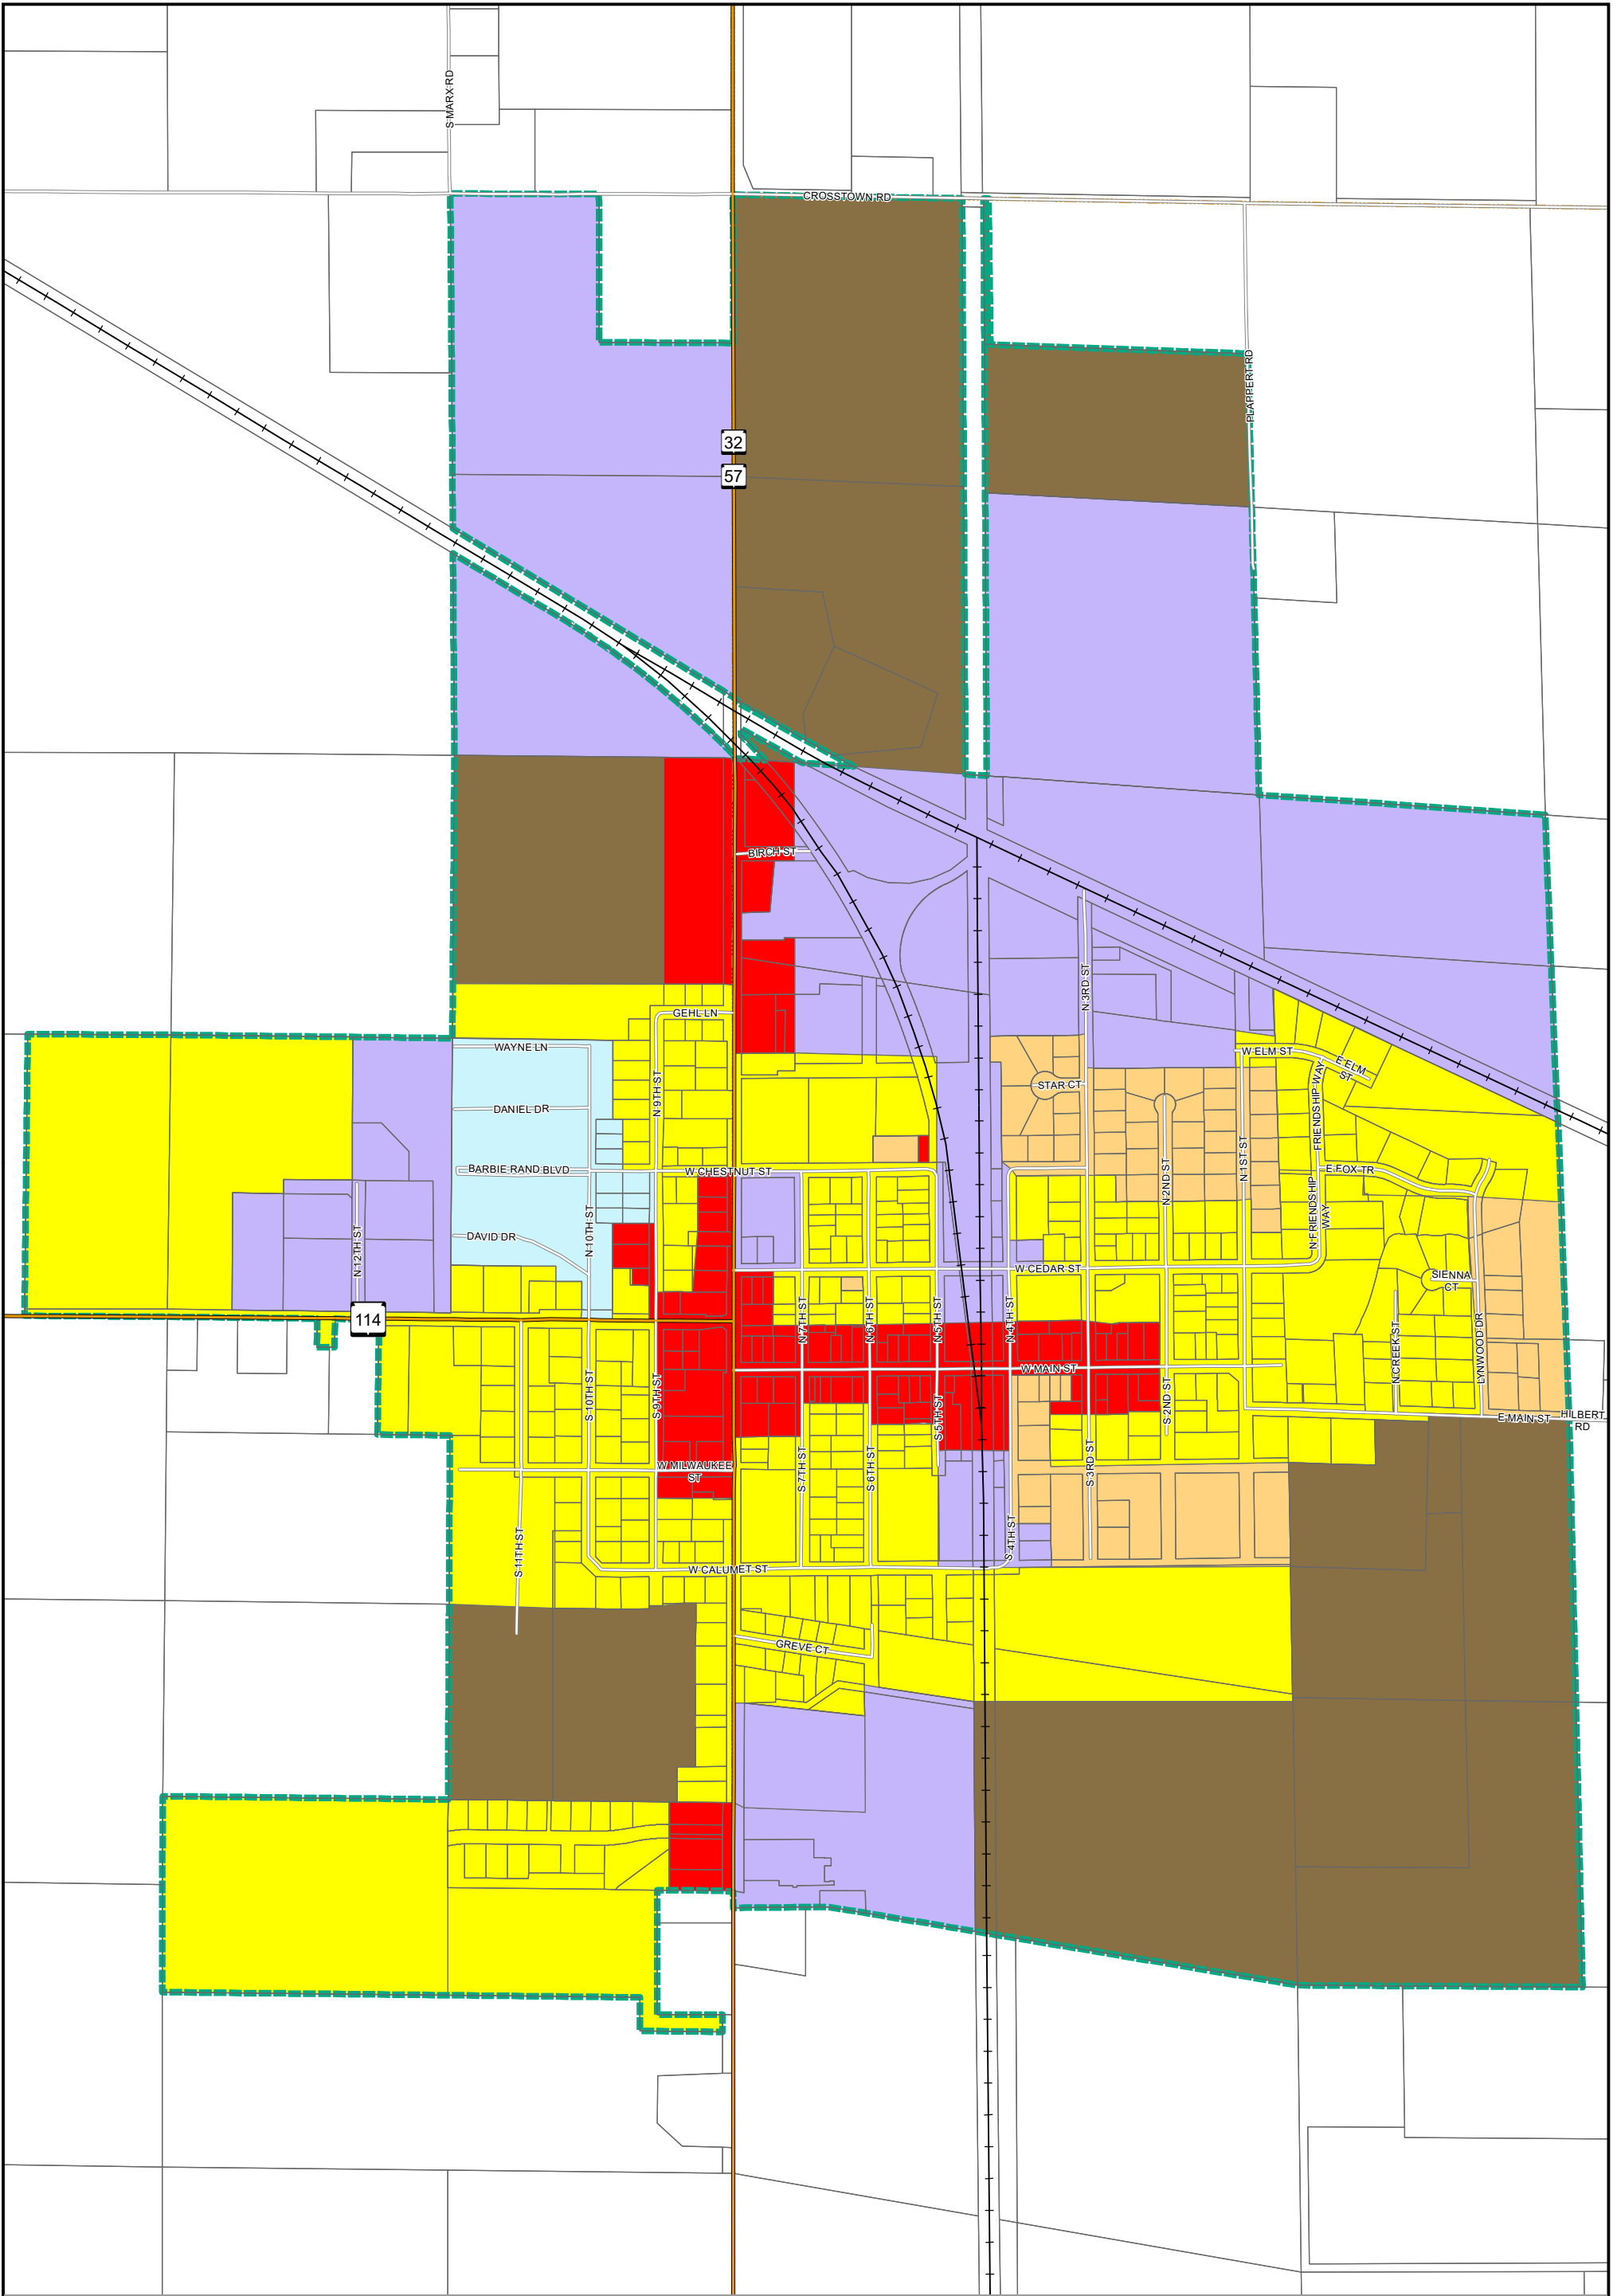 S MARX RD
CROSSTOWN RD
PLAPPERT RD
32
57
BIRCH ST
N 3RD ST
GEHL LN
WAYNE LN
W ELM ST
E ELM
ST
STAR CT
N 9TH ST
DANIEL DR
FRIENDSHIP WAY
BARBIE RAND BLVD
W CHESTNUT ST
N 2ND ST
N 1ST ST
E FOX TR
N 10TH ST
N 12TH ST
DAVID DR
N FRIENDSHIP
WAY
W CEDAR ST
SIENNA
CT
114
N 7TH ST
N 6TH ST
N 5TH ST
N 4TH ST
N CREEK ST
LYNWOOD DR
W MAIN ST
S 10TH ST
S 9TH ST
S 5TH ST
S 2ND ST
E MAIN ST
HILBERT
RD
W MILWAUKEE
ST
S 7TH ST
S 6TH ST
S 3RD ST
S 11TH ST
S 4TH ST
W CALUMET ST
GREVE CT